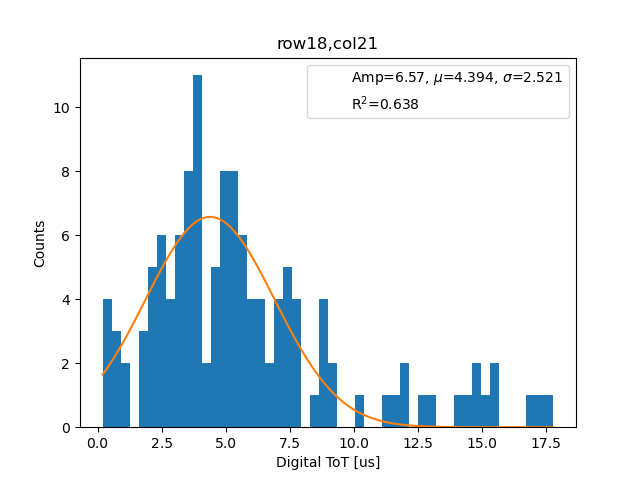 row18,col21
Amp=6.57, μ=4.394, σ=2.521
R²=0.638
Counts
10
8
6
4
2
0
0.0 2.5 5.0 7.5 10.0 12.5 15.0 17.5
Digital ToT [us]